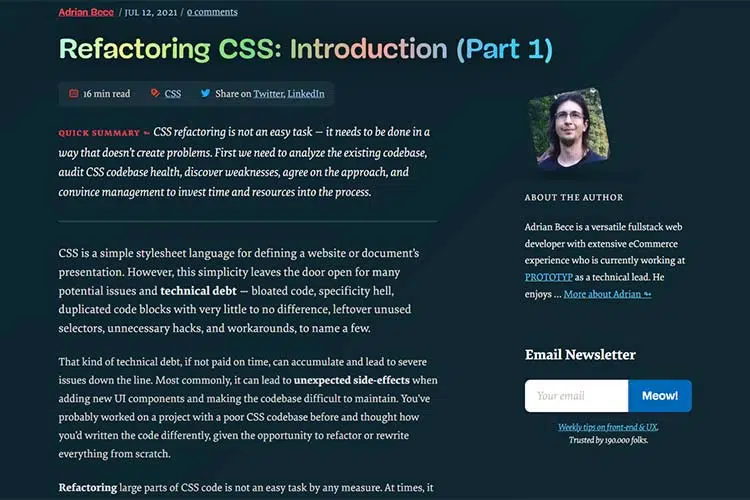 Adrian Bece / JUL 12, 2021 / 0 comments
Refactoring CSS: Introduction (Part 1)
16 min read CSS Share on Twitter, LinkedIn
QUICK SUMMARY ↬ CSS refactoring is not an easy task — it needs to be done in a
way that doesn't create problems. First we need to analyze the existing codebase,
audit CSS codebase health, discover weaknesses, agree on the approach, and
convince management to invest time and resources into the process.
CSS is a simple stylesheet language for defining a website or document's
presentation. However, this simplicity leaves the door open for many
potential issues and technical debt — bloated code, specificity hell,
duplicated code blocks with very little to no difference, leftover unused
selectors, unnecessary hacks, and workarounds, to name a few.
That kind of technical debt, if not paid on time, can accumulate and lead to severe
issues down the line. Most commonly, it can lead to unexpected side-effects when
adding new UI components and making the codebase difficult to maintain. You've
probably worked on a project with a poor CSS codebase before and thought how
you'd written the code differently, given the opportunity to refactor or rewrite
everything from scratch.
Refactoring large parts of CSS code is not an easy task by any measure. At times, it
ABOUT THE AUTHOR
Adrian Bece is a versatile fullstack web
developer with extensive eCommerce
experience who is currently working at
PROTOTYP as a technical lead. He
enjoys ... More about Adrian ↬
Email Newsletter
Your email Meow!
Weekly tips on front-end & UX.
Trusted by 190.000 folks.